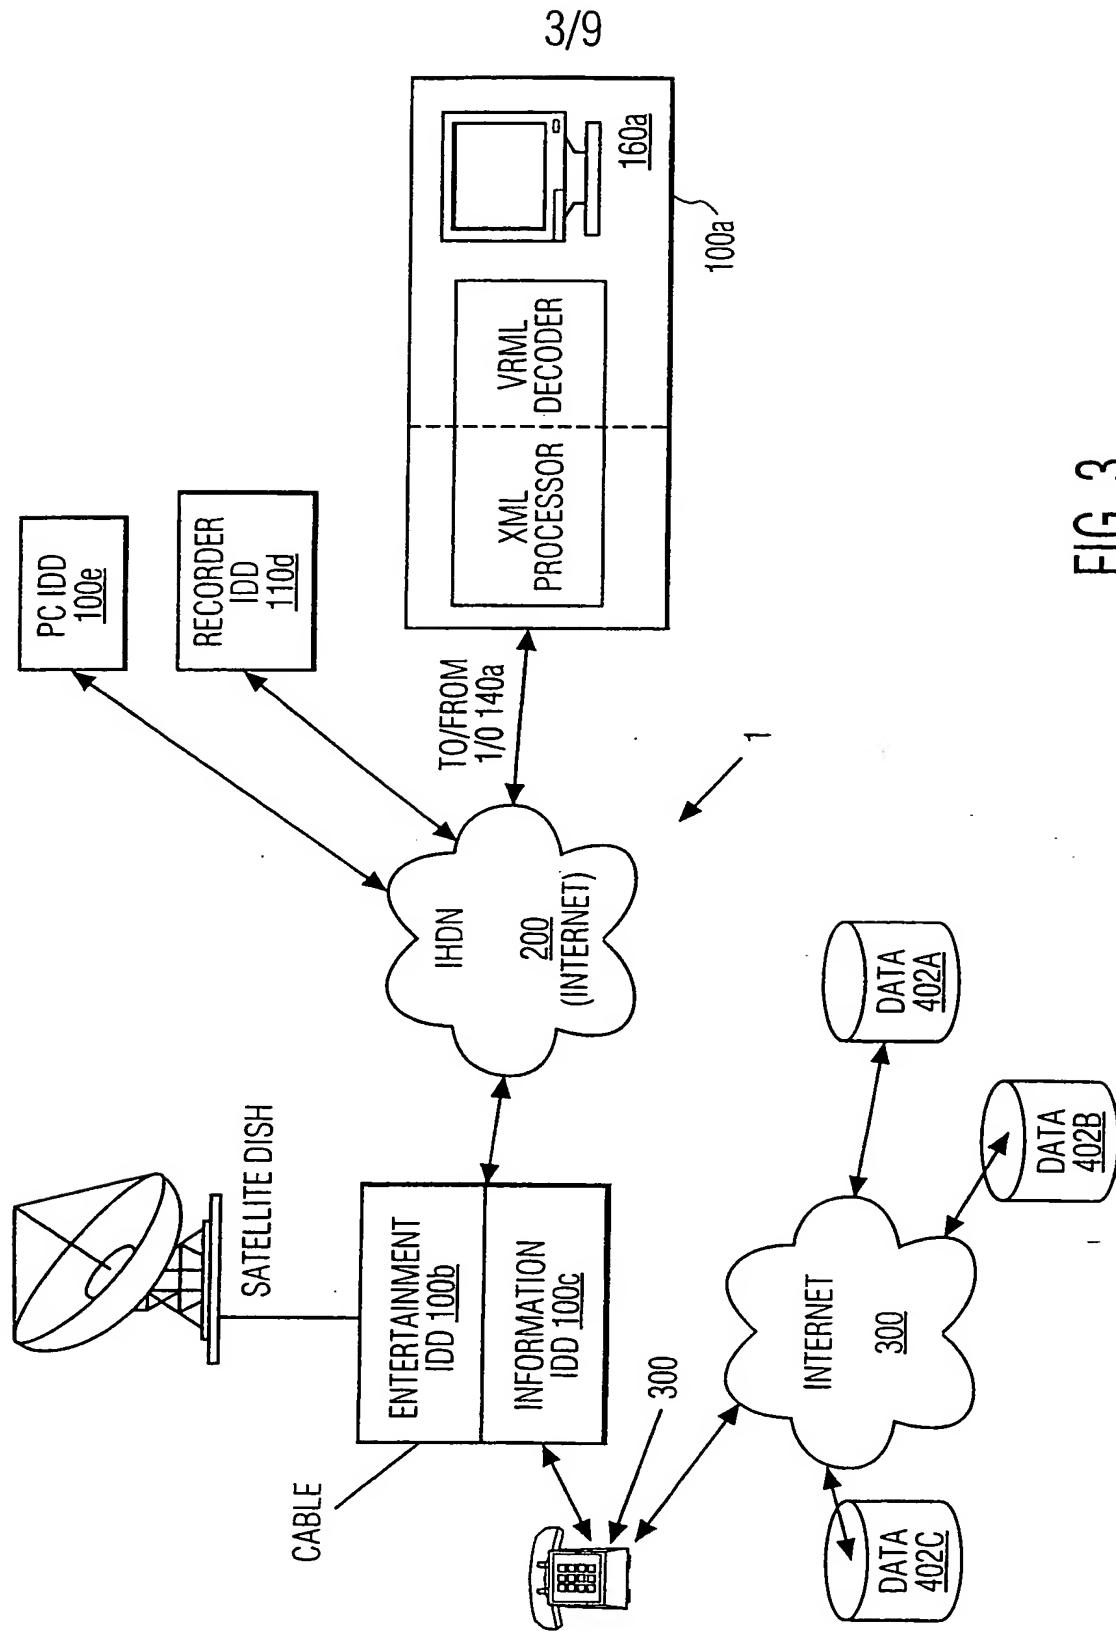 3/9
PC IDD
100e
RECORDER
IDD
110d
XML
PROCESSOR
VRML
DECODER
160a
100a
TO/FROM
1/0 140a
1
IHDN
200
(INTERNET)
SATELLITE DISH
CABLE
ENTERTAINMENT
IDD 100b
INFORMATION
IDD 100c
300
INTERNET
300
DATA
402A
DATA
402B
DATA
402C
FIG. 3